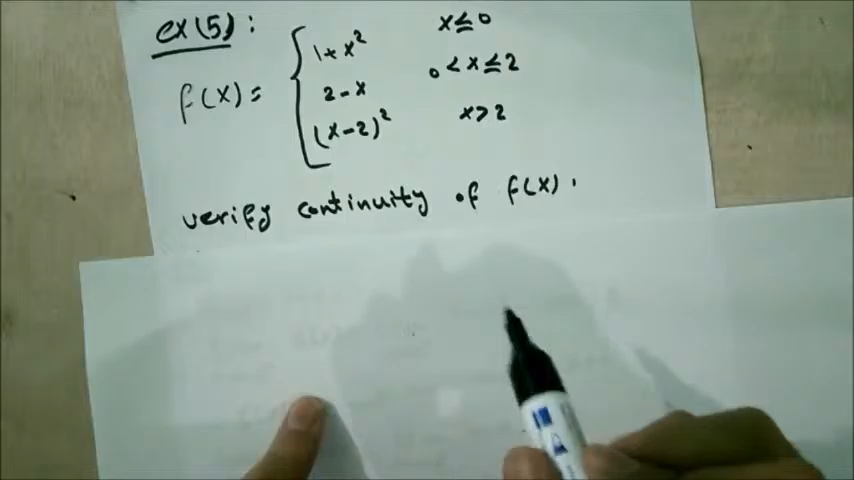 ex(5):
1+x² x≤0
f(x)= 2-x 0<x≤2
(x-2)² x>2
verify continuity of f(x).